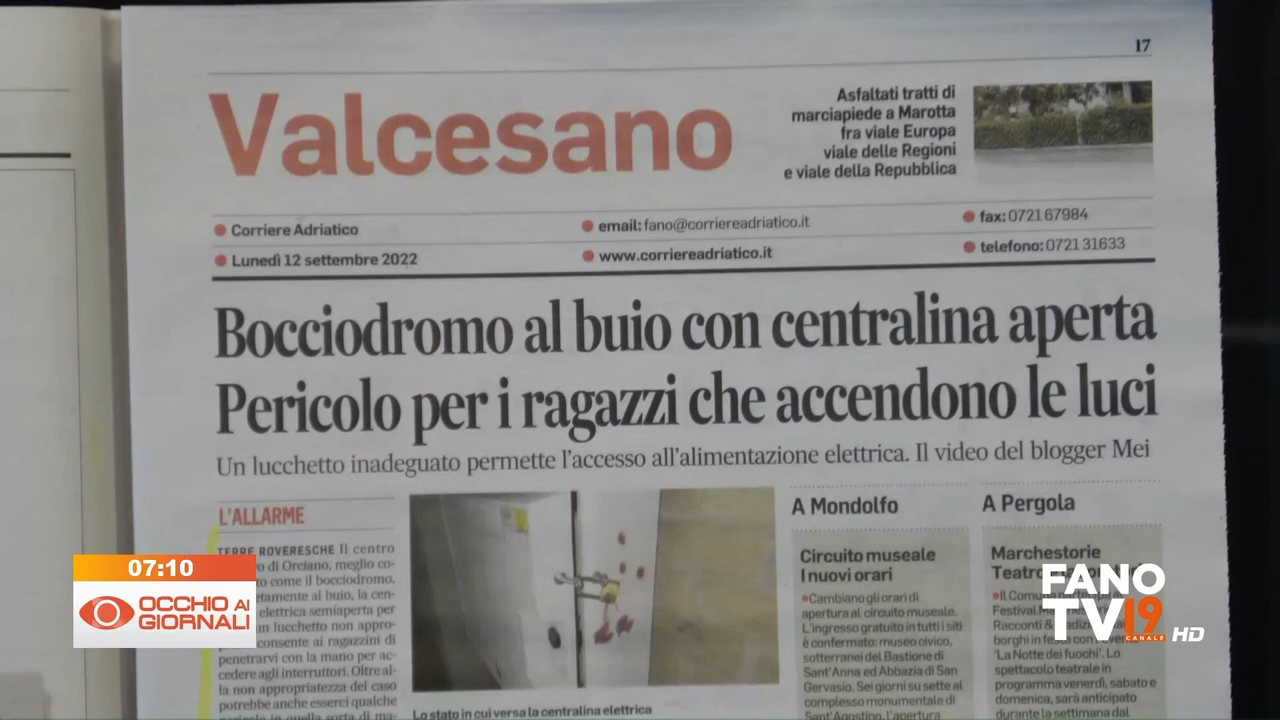 17
Valcesano
Asfaltati tratti di
marciapiede a Marotta
fra viale Europa
viale delle Regioni
e viale della Repubblica
Corriere Adriatico
email: fano@corriereadriatico.it
fax: 0721 67984
Lunedì 12 settembre 2022
www.corriereadriatico.it
telefono: 0721 31633
Bocciodromo al buio con centralina aperta
Pericolo per i ragazzi che accendono le luci
Un lucchetto inadeguato permette l'accesso all'alimentazione elettrica. Il video del blogger Mei
L'ALLARME
TERRE ROVERESCHE Il centro
di Orciano, meglio co-
come il bocciodromo,
al buio, la cen-
elettrica semiaperta per
lucchetto non appro-
consente ai ragazzini di
penetrarvi con la mano per ac-
cedere agli interruttori. Oltre al-
la non appropriatezza del caso
potrebbe anche esserci qualche
Lo stato in cui versa la centralina elettrica
A Mondolfo
Circuito museale
I nuovi orari
Cambiano gli orari di
apertura al circuito museale.
L'ingresso gratuito in tutti i siti
è confermato: museo civico,
sotterranei del Bastione di
Sant'Anna ed Abbazia di San
Gervasio. Sei giorni su sette al
complesso monumentale di
Sant'Agostino, l'apertura
A Pergola
Marchestorie
Il
Festival
Racconti &
borghi in
'La Notte dei fuochi'. Lo
spettacolo teatrale in
programma venerdì, sabato e
domenica, sarà anticipato
durante la settimana dal
07:10
OCCHIO AI
GIORNALI
FANO
TV 19
CANALE
HD